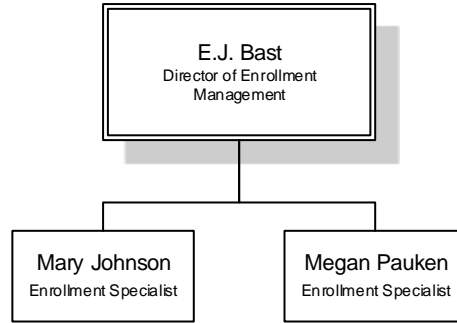 E.J. Bast
Director of Enrollment
Management
Mary Johnson
Enrollment Specialist
Megan Pauken
Enrollment Specialist